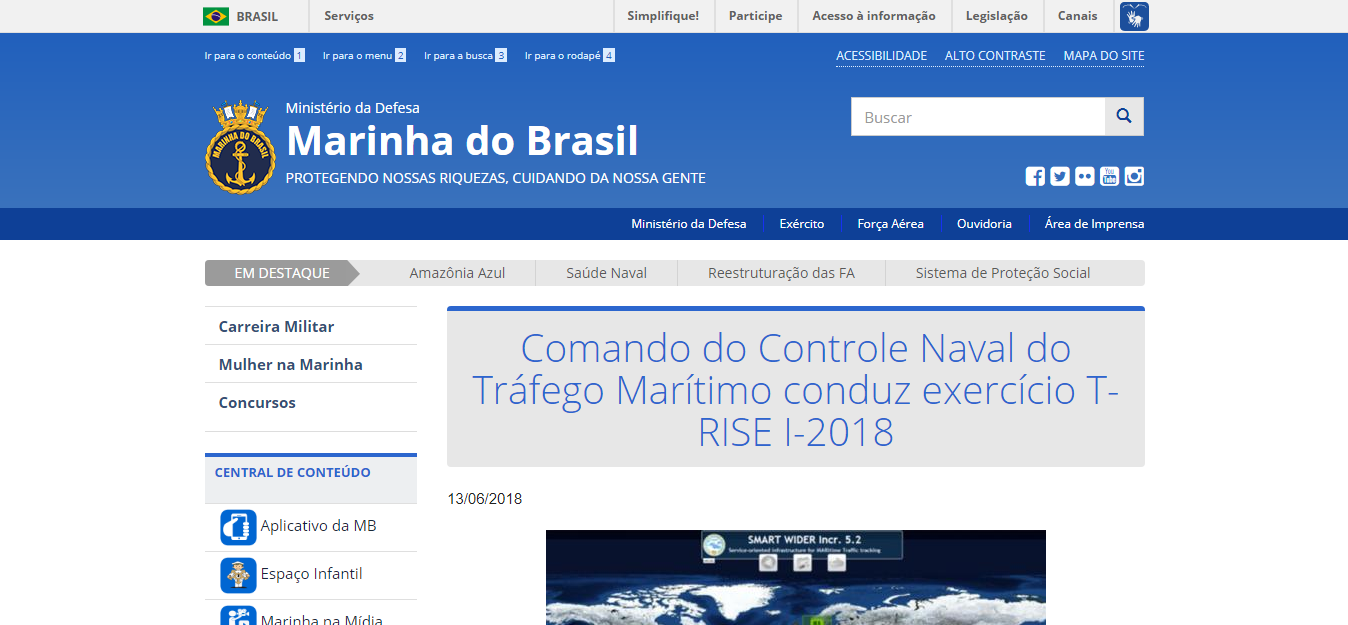 BRASIL
Serviços
Simplifique!
Participe
Acesso à informação
Legislação
Canais
Ir para o conteúdo 1
Ir para o menu 2
Ir para a busca 3
Ir para o rodapé 4
ACESSIBILIDADE
ALTO CONTRASTE
MAPA DO SITE
MARINHA DO BRASIL
Ministério da Defesa
Marinha do Brasil
PROTEGENDO NOSSAS RIQUEZAS, CUIDANDO DA NOSSA GENTE
Buscar
You Tube
Ministério da Defesa
Exército
Força Aérea
Ouvidoria
Área de Imprensa
EM DESTAQUE
Amazônia Azul
Saúde Naval
Reestruturação das FA
Sistema de Proteção Social
Carreira Militar
Mulher na Marinha
Concursos
CENTRAL DE CONTEÚDO
Aplicativo da MB
Espaço Infantil
Marinha na Mídia
Comando do Controle Naval do
Tráfego Marítimo conduz exercício T-
RISE I-2018
13/06/2018
SMART WIDER Incr. 5.2
Service-oriented infrastructure for MARitime Traffic tracking